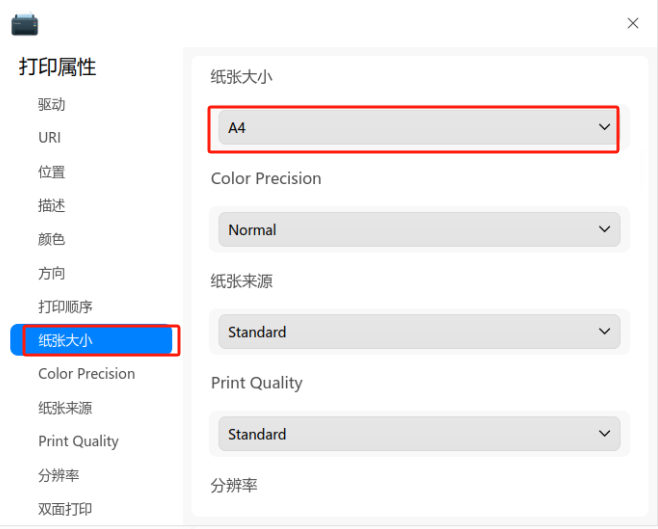 打印属性
驱动
URI
位置
描述
颜色
方向
打印顺序
纸张大小
Color Precision
纸张来源
Print Quality
分辨率
双面打印
纸张大小
A4
Color Precision
Normal
纸张来源
Standard
Print Quality
Standard
分辨率